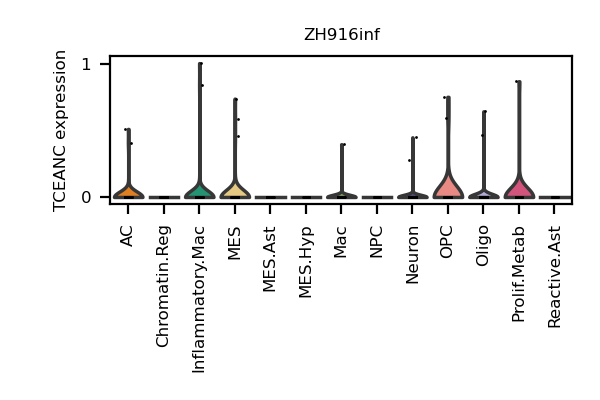 ZH916inf
TCEANC expression
1
0
AC
Chromatin.Reg
Inflammatory.Mac
MES
MES.Ast
MES.Hyp
Mac
NPC
Neuron
OPC
Oligo
Prolif.Metab
Reactive.Ast